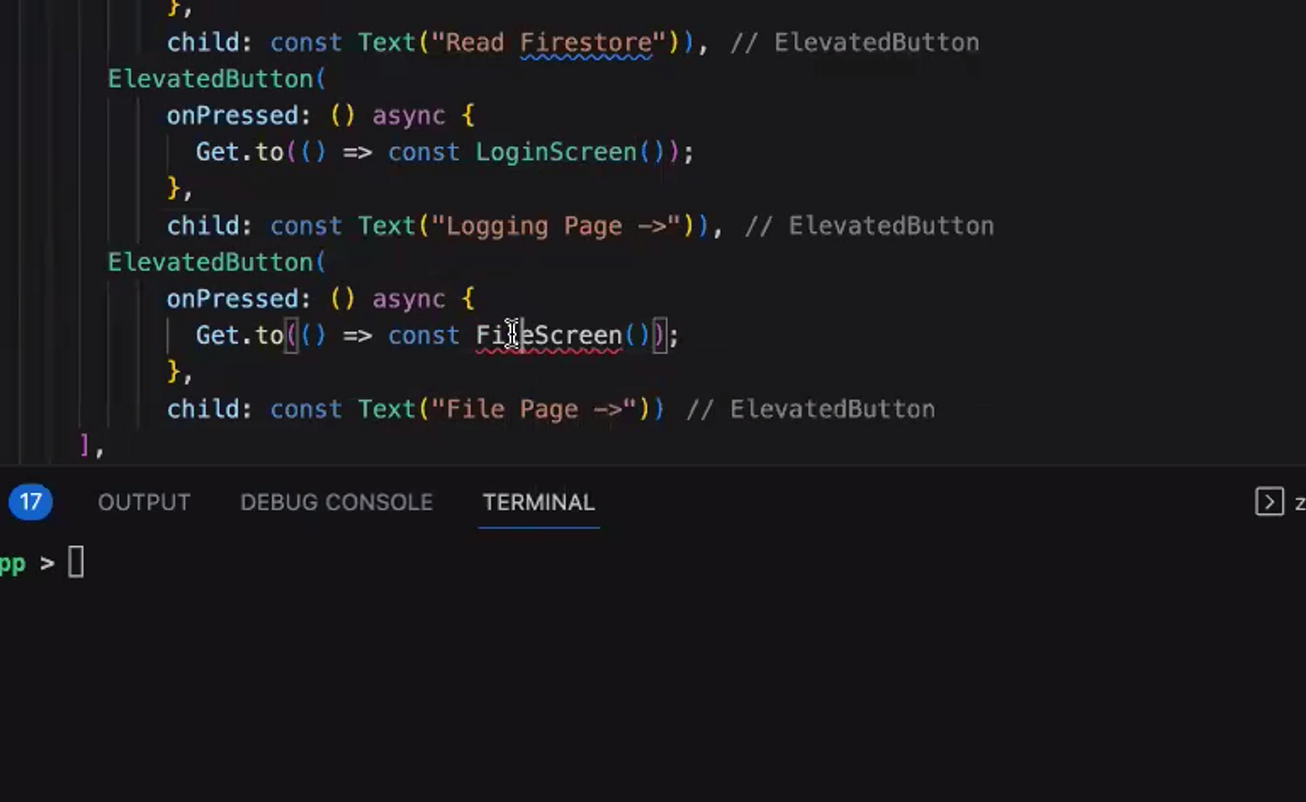 },
child: const Text("Read Firestore")), // ElevatedButton
ElevatedButton(
onPressed: () async {
Get.to(() => const LoginScreen());
},
child: const Text("Logging Page ->")), // ElevatedButton
ElevatedButton(
onPressed: () async {
Get.to(() => const FileScreen());
},
child: const Text("File Page ->")) // ElevatedButton
],
17 OUTPUT DEBUG CONSOLE TERMINAL z
pp >